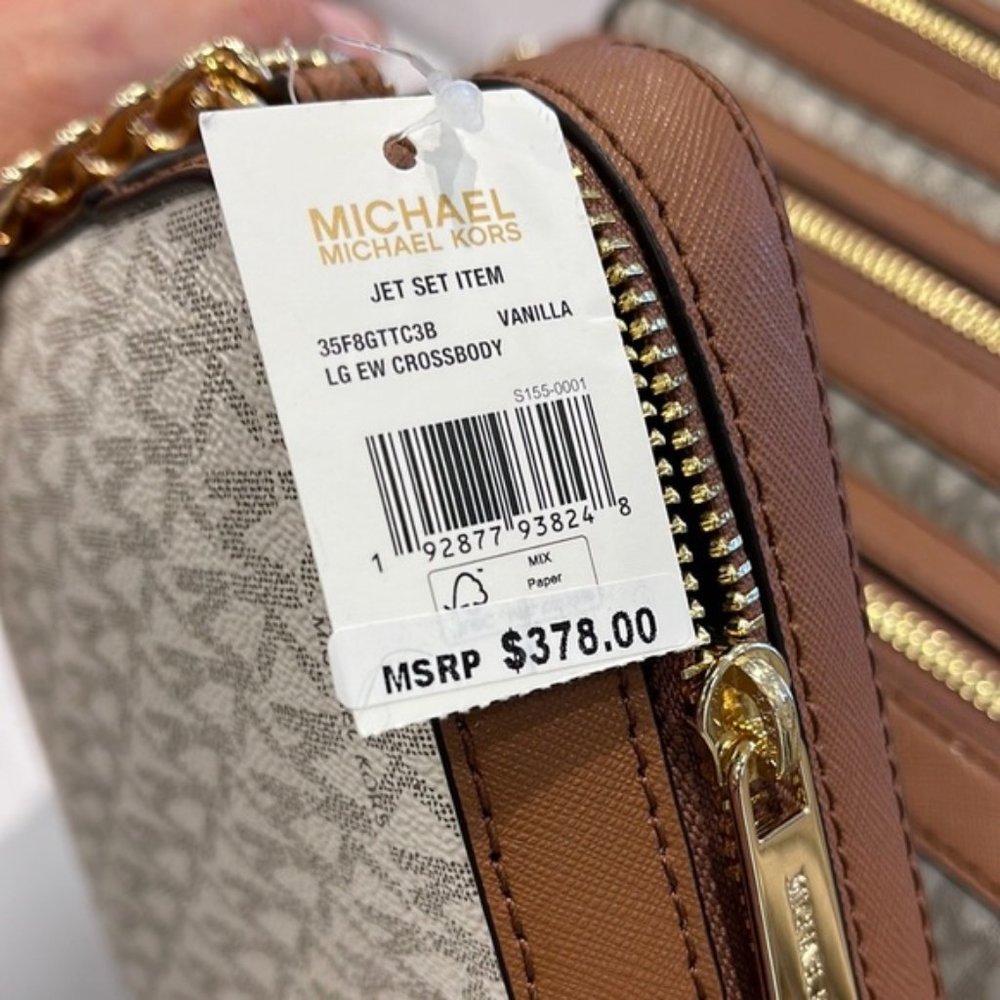 MICHAEL
MICHAEL KORS
JET SET ITEM
35F8GTTC3B VANILLA
LG EW CROSSBODY
S155-0001
1 92877 93824 8
MIX
Paper
MSRP $378.00
KORS